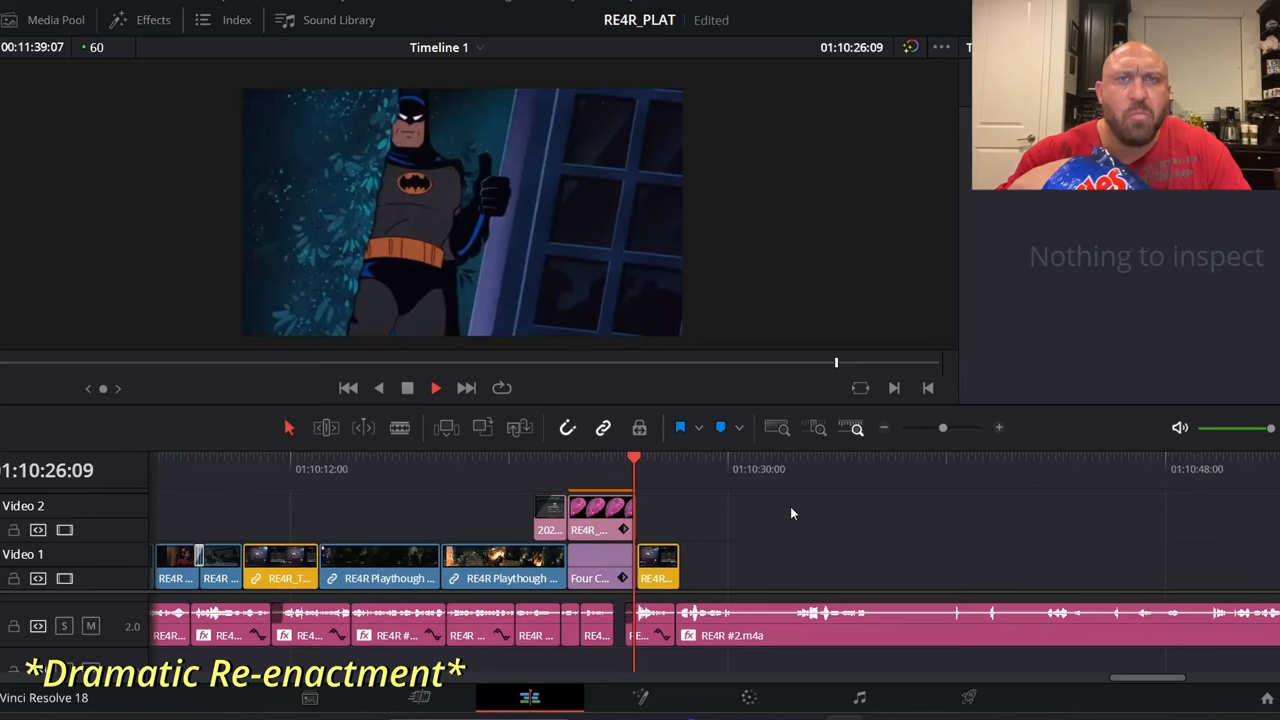 Media Pool Effects Index Sound Library RE4R_PLAT Edited
00:11:39:07 60 Timeline 1 01:10:26:09
Nothing to inspect
01:10:12:00 01:10:30:00 01:10:48:00
01:10:26:09
Video 2
202... RE4R_...
Video 1
RE4R ... RE4R ... RE4R_T... RE4R Playthough ... RE4R Playthough ... Four C... RE4R...
2.0 S M
RE4R... RE4... RE4... RE4R #... RE4R ... RE4R ... RE4... RE... RE4R #2.m4a
*Dramatic Re-enactment*
Vinci Resolve 18